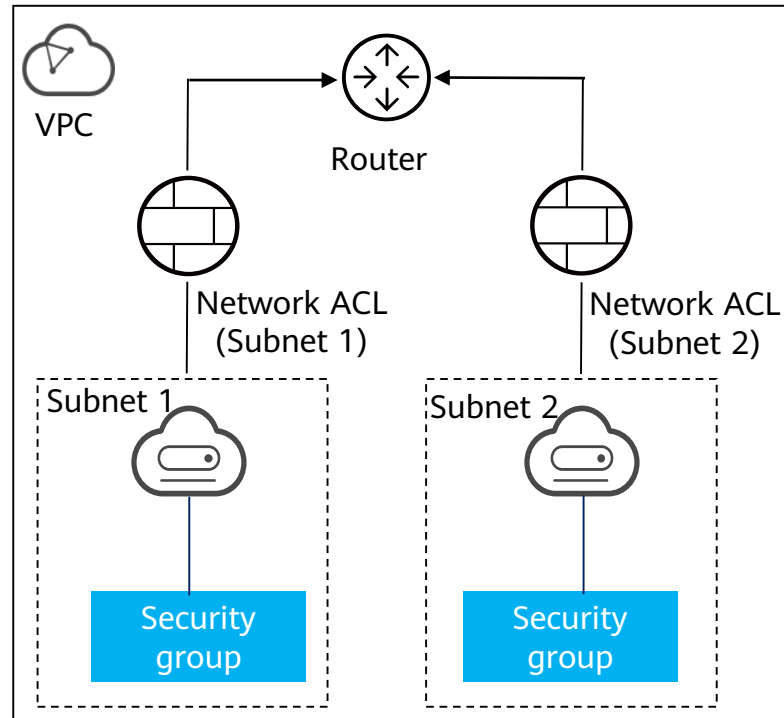 VPC
Router
Network ACL
(Subnet 1)
Network ACL
(Subnet 2)
Subnet 1
Subnet 2
Security
group
Security
group